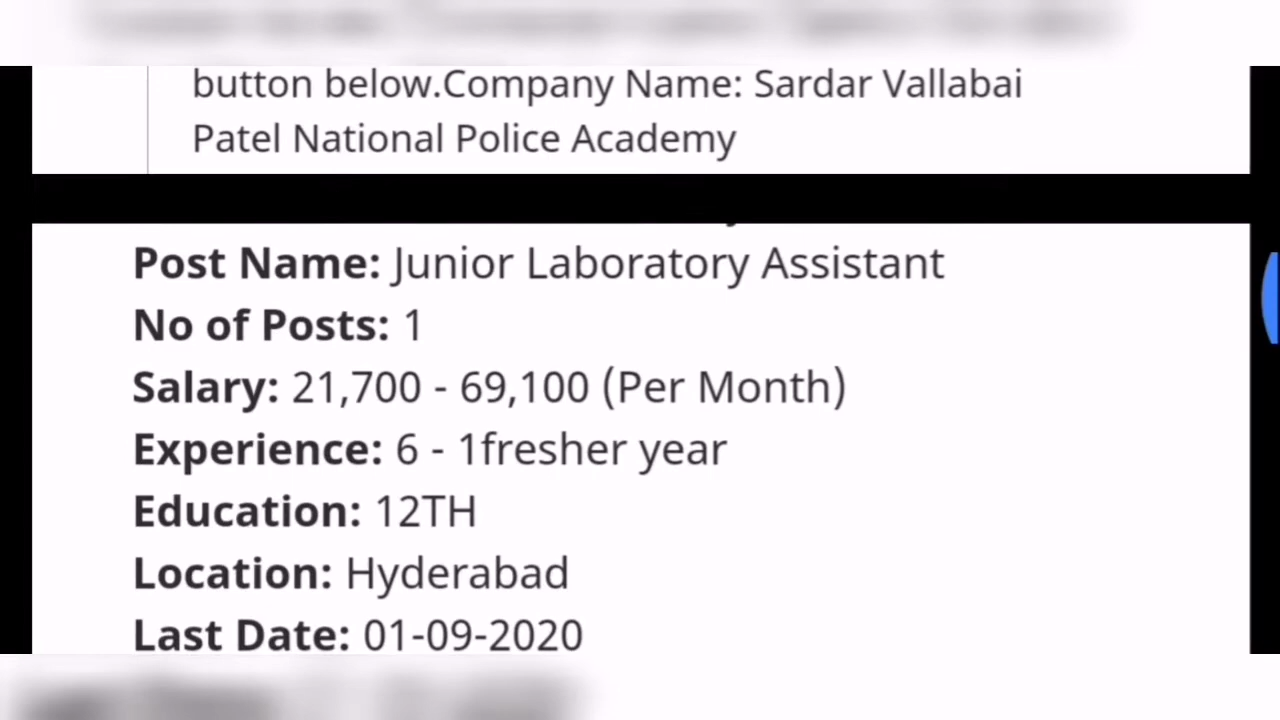 button below.Company Name: Sardar Vallabai
Patel National Police Academy
Post Name: Junior Laboratory Assistant
No of Posts: 1
Salary: 21,700 - 69,100 (Per Month)
Experience: 6 - 1fresher year
Education: 12TH
Location: Hyderabad
Last Date: 01-09-2020